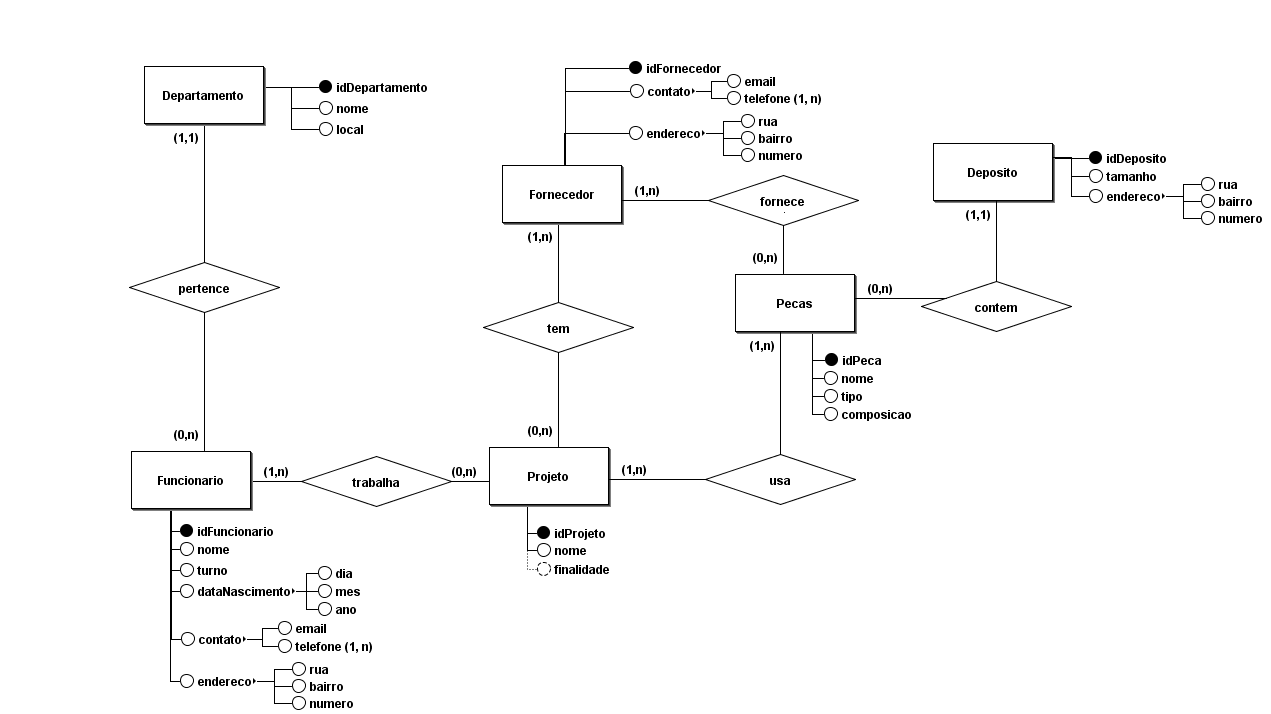 Departamento
idDepartamento
nome
local
(1,1)
pertence
(0,n)
Funcionario
idFuncionario
nome
turno
dataNascimento
dia
mes
ano
contato
email
telefone (1, n)
endereco
rua
bairro
numero
(1,n)
trabalha
(0,n)
Projeto
idProjeto
nome
finalidade
(0,n)
tem
(1,n)
Fornecedor
idFornecedor
contato
email
telefone (1, n)
endereco
rua
bairro
numero
(1,n)
fornece
(0,n)
Pecas
idPeca
nome
tipo
composicao
(1,n)
usa
(1,n)
(0,n)
contem
(1,1)
Deposito
idDeposito
tamanho
endereco
rua
bairro
numero